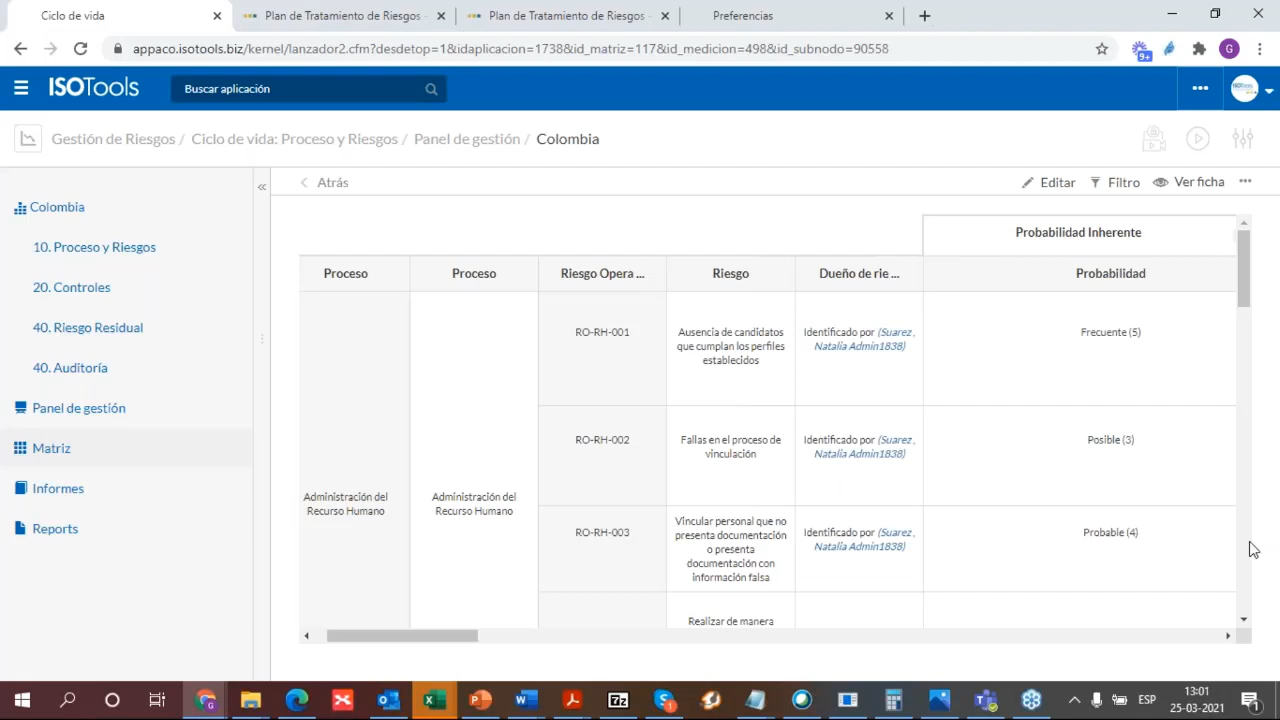 Ciclo de vida
Plan de Tratamiento de Riesgos -
Plan de Tratamiento de Riesgos -
Preferencias
appaco.isotools.biz/kernel/lanzador2.cfm?desdetop=1&idaplicacion=1738&id_matriz=117&id_medicion=498&id_subnodo=90558
9+
G
ISOTools
Buscar aplicación
Gestión de Riesgos / Ciclo de vida: Proceso y Riesgos / Panel de gestión / Colombia
Colombia
10. Proceso y Riesgos
20. Controles
40. Riesgo Residual
40. Auditoría
Panel de gestión
Matriz
Informes
Reports
Atrás
Editar
Filtro
Ver ficha
Probabilidad Inherente
Proceso
Proceso
Riesgo Opera ...
Riesgo
Dueño de rie ...
Probabilidad
Administración del
Recurso Humano
Administración del
Recurso Humano
RO-RH-001
Ausencia de candidatos
que cumplan los perfiles
establecidos
Identificado por (Suarez ,
Natalia Admin1838)
Frecuente (5)
RO-RH-002
Fallas en el proceso de
vinculación
Identificado por (Suarez ,
Natalia Admin1838)
Posible (3)
RO-RH-003
Vincular personal que no
presenta documentación
o presenta
documentación con
información falsa
Identificado por (Suarez ,
Natalia Admin1838)
Probable (4)
Realizar de manera
ESP
13:01
25-03-2021